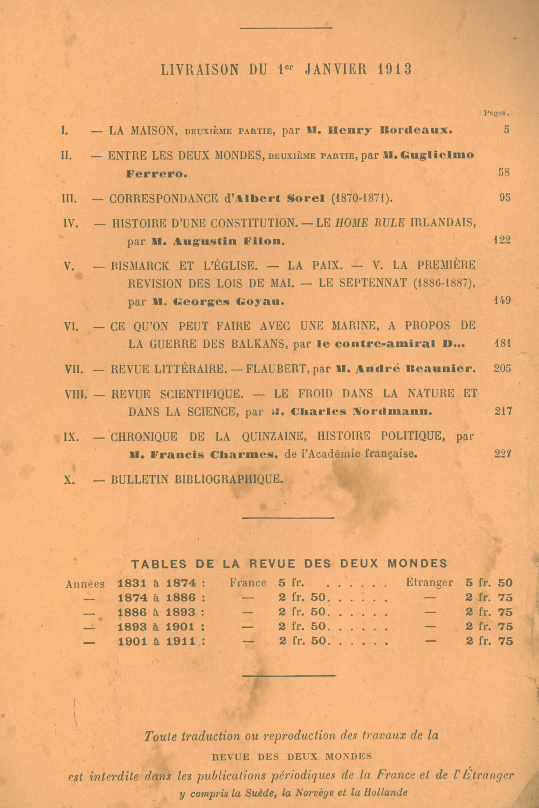 LIVRAISON DU 1er JANVIER 1913
Pages.
I. — LA MAISON, DEUXIÈME PARTIE, par M. Henry Bordeaux. 5
II. — ENTRE LES DEUX MONDES, DEUXIÈME PARTIE, par M. Guglielmo
Ferrero. 58
III. — CORRESPONDANCE d'Albert Sorel (1870-1871). 95
IV. — HISTOIRE D'UNE CONSTITUTION. — LE HOME RULE IRLANDAIS,
par M. Augustin Filon. 122
V. — BISMARCK ET L'ÉGLISE. — LA PAIX. — V. LA PREMIÈRE
REVISION DES LOIS DE MAI. — LE SEPTENNAT (1886-1887),
par M. Georges Goyau. 149
VI. — CE QU'ON PEUT FAIRE AVEC UNE MARINE, A PROPOS DE
LA GUERRE DES BALKANS, par le contre-amiral D... 181
VII. — REVUE LITTÉRAIRE. — FLAUBERT, par M. André Beaunier. 205
VIII. — REVUE SCIENTIFIQUE. — LE FROID DANS LA NATURE ET
DANS LA SCIENCE, par M. Charles Nordmann. 217
IX. — CHRONIQUE DE LA QUINZAINE, HISTOIRE POLITIQUE, par
M. Francis Charmes, de l'Académie française. 229
X. — BULLETIN BIBLIOGRAPHIQUE.
TABLES DE LA REVUE DES DEUX MONDES
Années 1831 à 1874 : France 5 fr. . . . . . . Étranger 5 fr. 50
— 1874 à 1886 : — 2 fr. 50. . . . . . — 2 fr. 75
— 1886 à 1893 : — 2 fr. 50. . . . . . — 2 fr. 75
— 1893 à 1901 : — 2 fr. 50. . . . . . — 2 fr. 75
— 1901 à 1911 : — 2 fr. 50. . . . . . — 2 fr. 75
Toute traduction ou reproduction des travaux de la
REVUE DES DEUX MONDES
est interdite dans les publications périodiques de la France et de l'Étranger
y compris la Suède, la Norvège et la Hollande